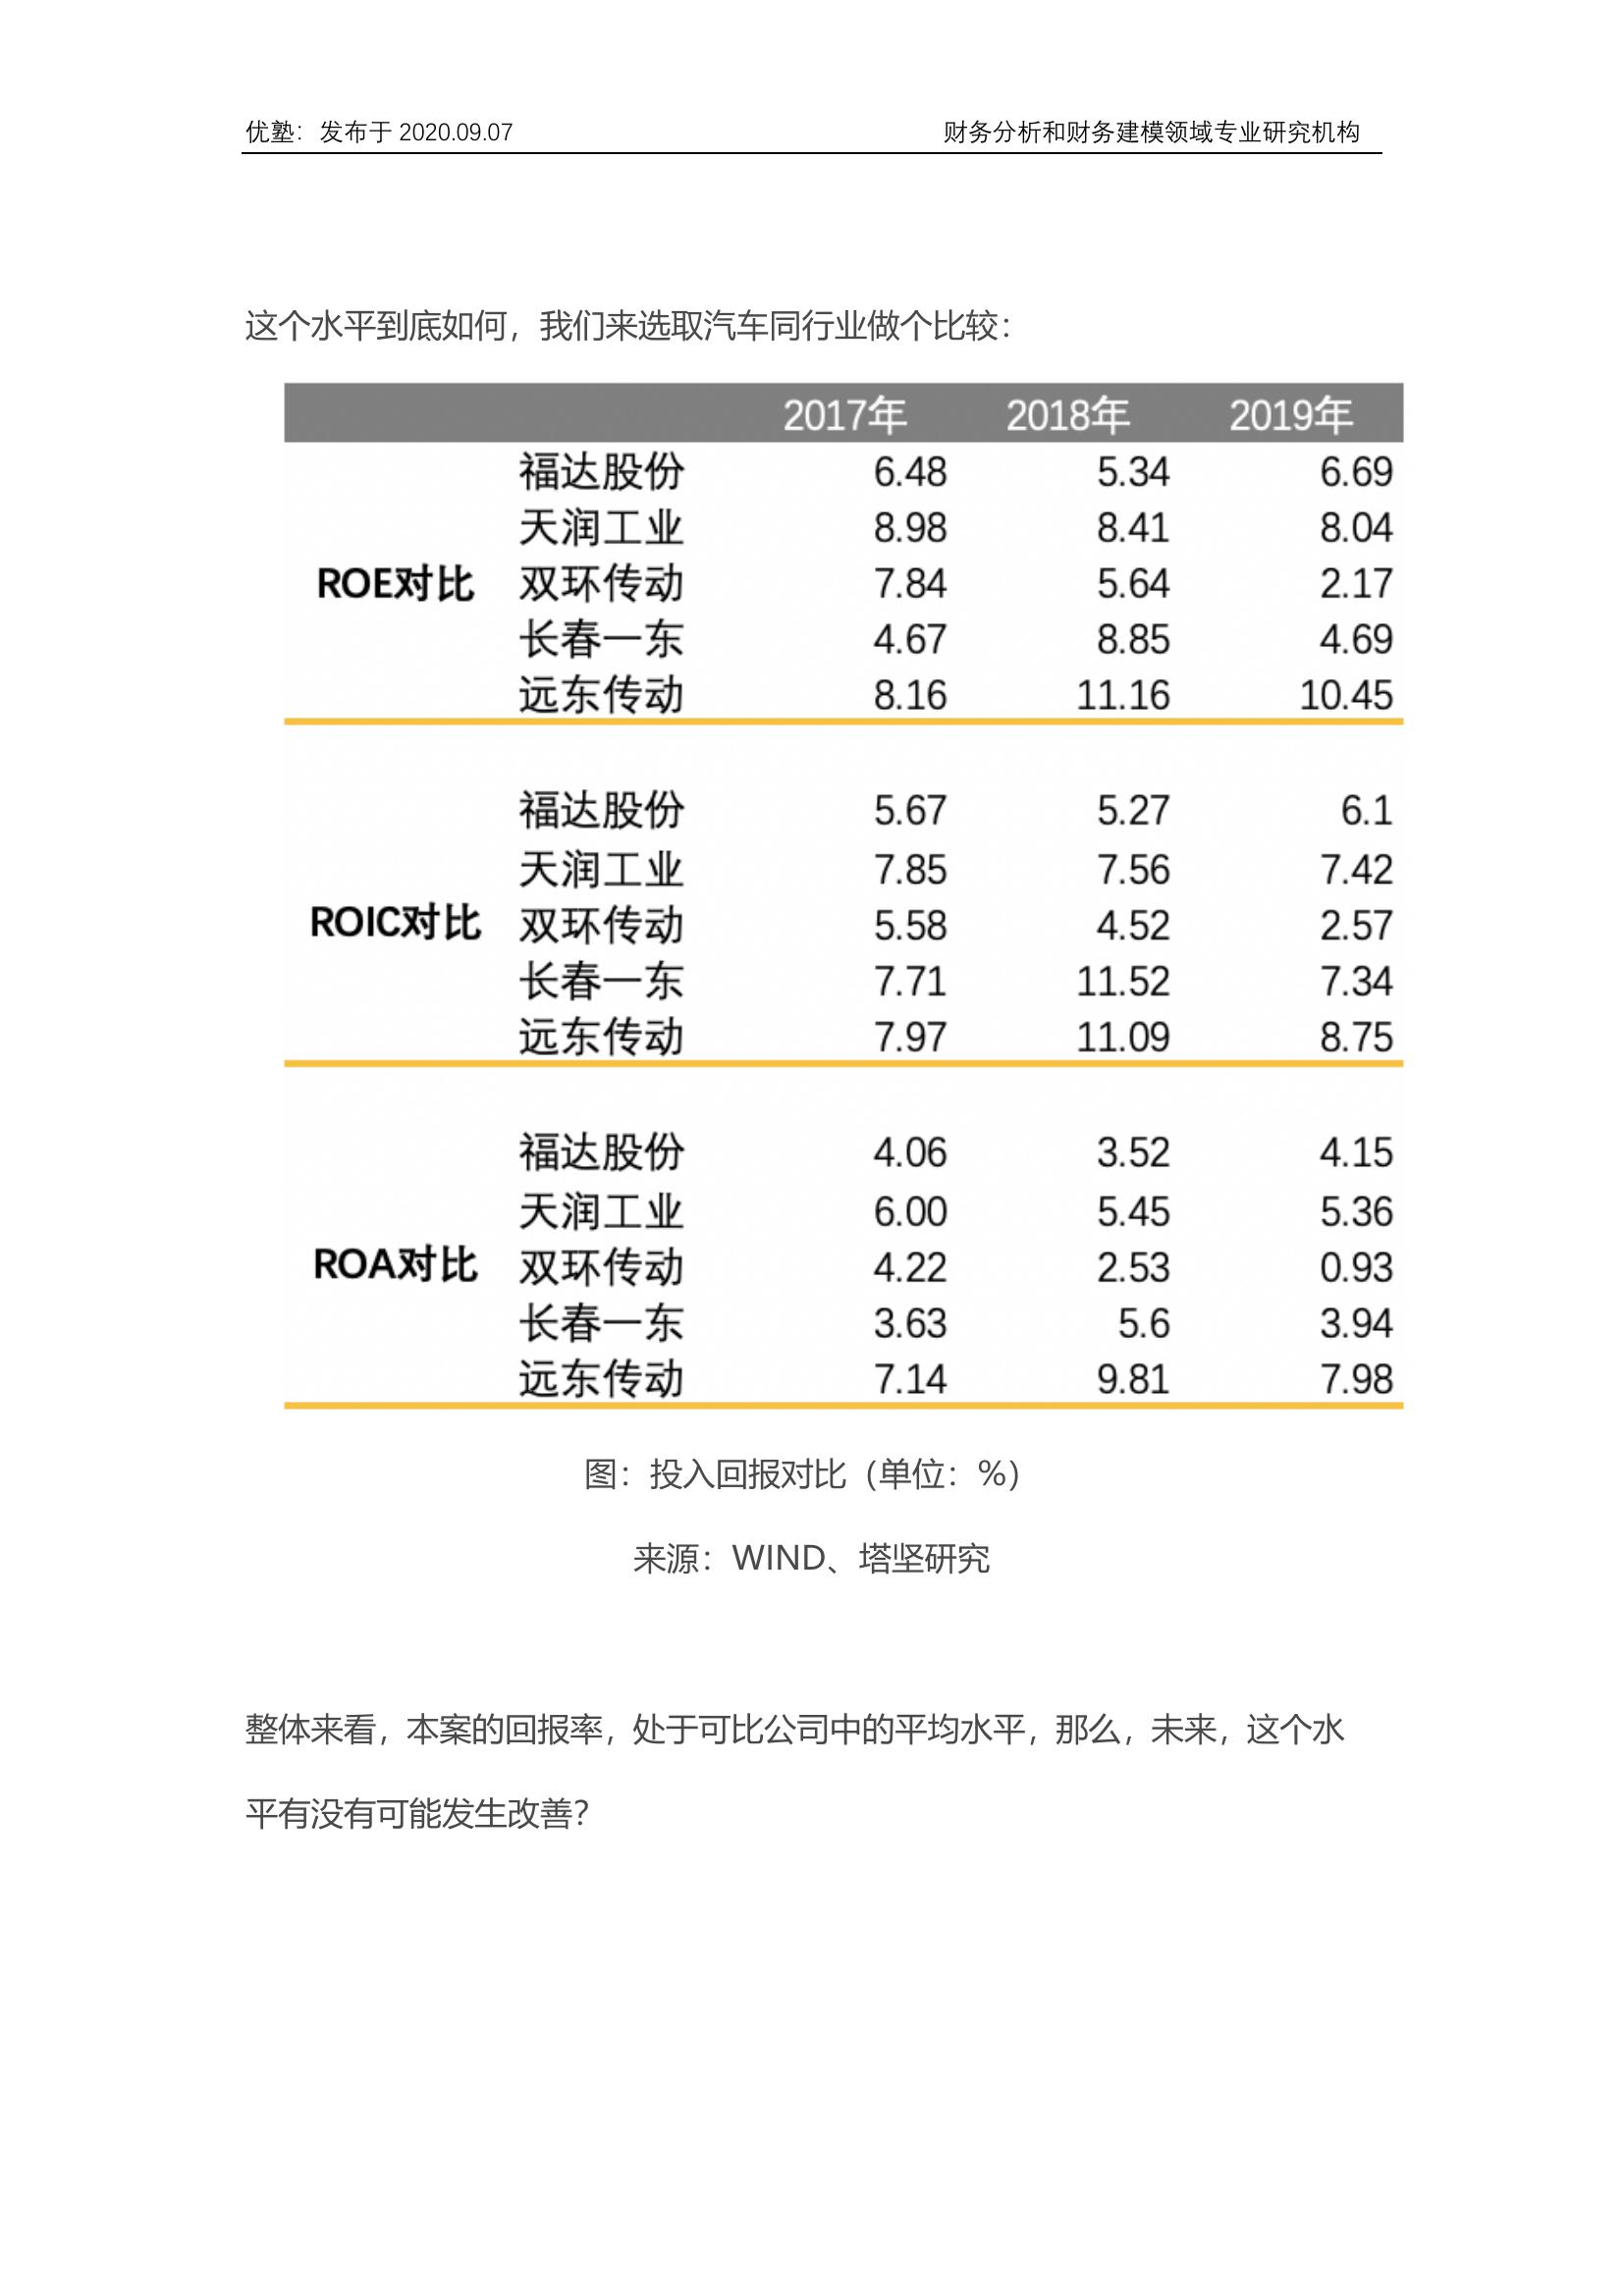 优塾：发布于 2020.09.07 财务分析和财务建模领域专业研究机构
这个水平到底如何，我们来选取汽车同行业做个比较：
2017年 2018年 2019年
福达股份 6.48 5.34 6.69
天润工业 8.98 8.41 8.04
ROE对比 双环传动 7.84 5.64 2.17
长春一东 4.67 8.85 4.69
远东传动 8.16 11.16 10.45
福达股份 5.67 5.27 6.1
天润工业 7.85 7.56 7.42
ROIC对比 双环传动 5.58 4.52 2.57
长春一东 7.71 11.52 7.34
远东传动 7.97 11.09 8.75
福达股份 4.06 3.52 4.15
天润工业 6.00 5.45 5.36
ROA对比 双环传动 4.22 2.53 0.93
长春一东 3.63 5.6 3.94
远东传动 7.14 9.81 7.98
图：投入回报对比（单位：%）
来源：WIND、塔坚研究
整体来看，本案的回报率，处于可比公司中的平均水平，那么，未来，这个水
平有没有可能发生改善？